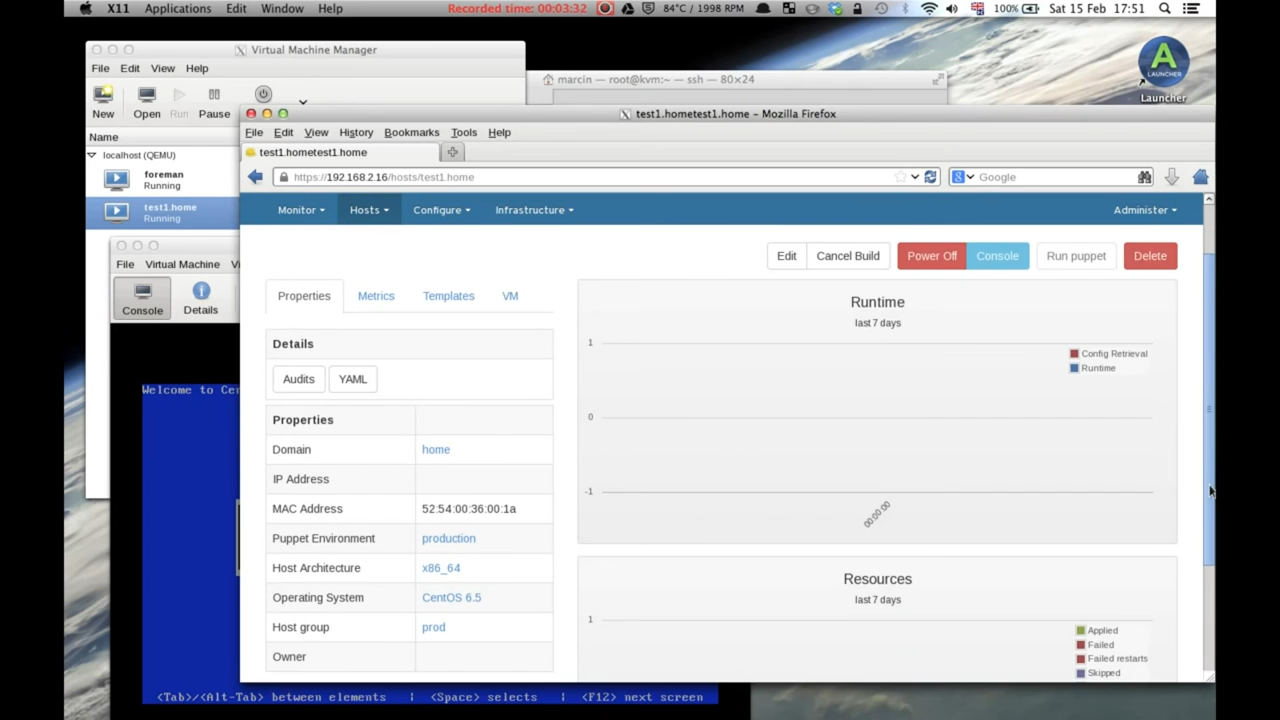 X11 Applications Edit Window Help Recorded time: 00:03:32 84°C / 1998 RPM 100% Sat 15 Feb 17:51
Virtual Machine Manager
File Edit View Help
New Open Run Pause
Name
localhost (QEMU)
foreman
Running
test1.home
Running
marcin — root@kvm:~ — ssh — 80×24
A
LAUNCHER
Launcher
File Virtual Machine Vi
Console Details
Welcome to Cen
<Tab>/<Alt-Tab> between elements | <Space> selects | <F12> next screen
test1.hometest1.home - Mozilla Firefox
File Edit View History Bookmarks Tools Help
test1.hometest1.home
https://192.168.2.16/hosts/test1.home
Google
Monitor Hosts Configure Infrastructure Administer
Edit Cancel Build Power Off Console Run puppet Delete
Properties Metrics Templates VM
Details
Audits YAML
Properties
Domain home
IP Address
MAC Address 52:54:00:36:00:1a
Puppet Environment production
Host Architecture x86_64
Operating System CentOS 6.5
Host group prod
Owner
Runtime
last 7 days
1
0
-1
00:00.00
Config Retrieval
Runtime
Resources
last 7 days
1
Applied
Failed
Failed restarts
Skipped